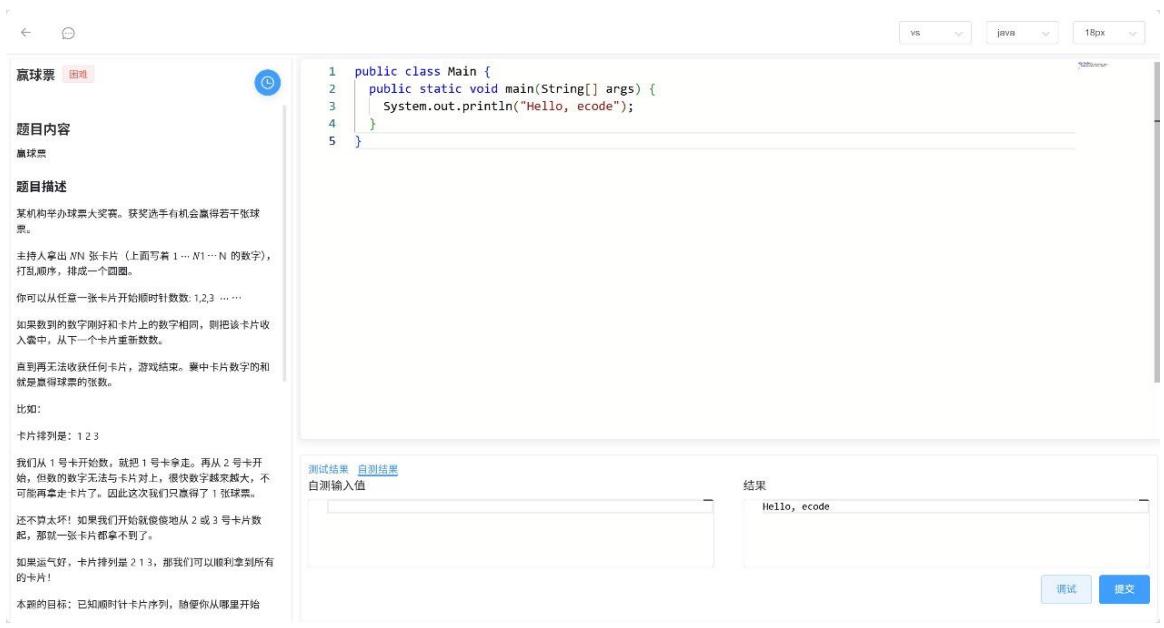 vs
java
18px
赢球票 困难
题目内容
赢球票
题目描述
某机构举办球票大奖赛。获奖选手有机会赢得若干张球
票。
主持人拿出 NN 张卡片（上面写着 1 ⋯ N1⋯N 的数字），
打乱顺序，排成一个圆圈。
你可以从任意一张卡片开始顺时针数数: 1,2,3 ⋯ ⋯
如果数到的数字刚好和卡片上的数字相同，则把该卡片收
入囊中，从下一个卡片重新数数。
直到再无法收获任何卡片，游戏结束。囊中卡片数字的和
就是赢得球票的张数。
比如：
卡片排列是：1 2 3
我们从 1 号卡开始数，就把 1 号卡拿走。再从 2 号卡开
始，但数的数字无法与卡片对上，很快数字越来越大，不
可能再拿走卡片了。因此这次我们只赢得了 1 张球票。
还不算太坏！如果我们开始就傻傻地从 2 或 3 号卡片数
起，那就一张卡片都拿不到了。
如果运气好，卡片排列是 2 1 3，那我们可以顺利拿到所有
的卡片！
本题的目标：已知顺时针卡片序列，随便你从哪里开始
1 public class Main {
2 public static void main(String[] args) {
3 System.out.println("Hello, ecode");
4 }
5 }
测试结果 自测结果
自测输入值
结果
Hello, ecode
调试
提交